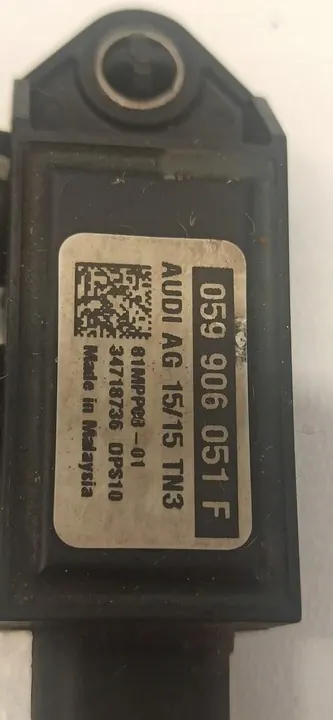 059 906 051 F
AUDI AG 15/15 TN3
81MPP08-01
34718736 DPS10
Made in Malaysia